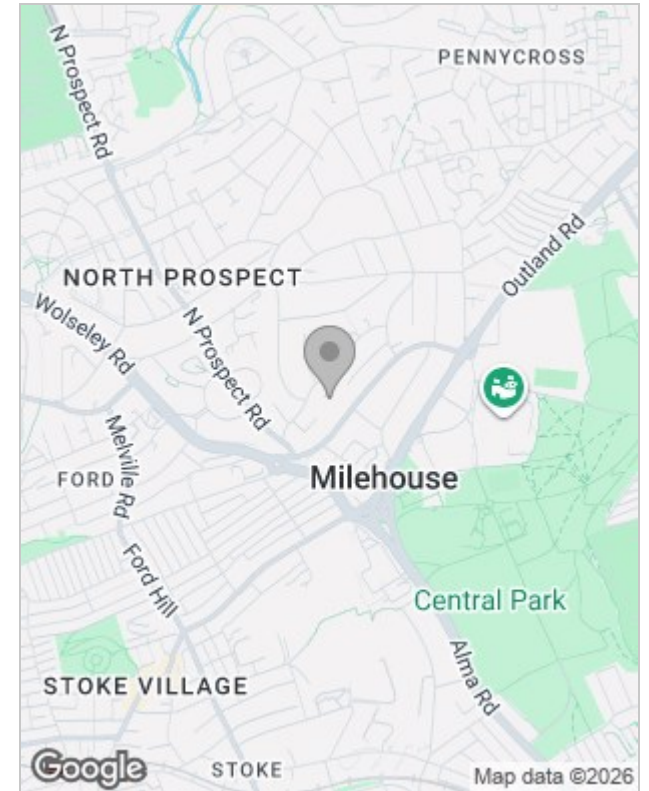 N Prospect Rd
PENNYCROSS
Outland Rd
NORTH PROSPECT
Wolseley Rd
N Prospect Rd
Melville Rd
FORD
Milehouse
Ford Hill
Central Park
Alma Rd
STOKE VILLAGE
STOKE
Google
Map data ©2026